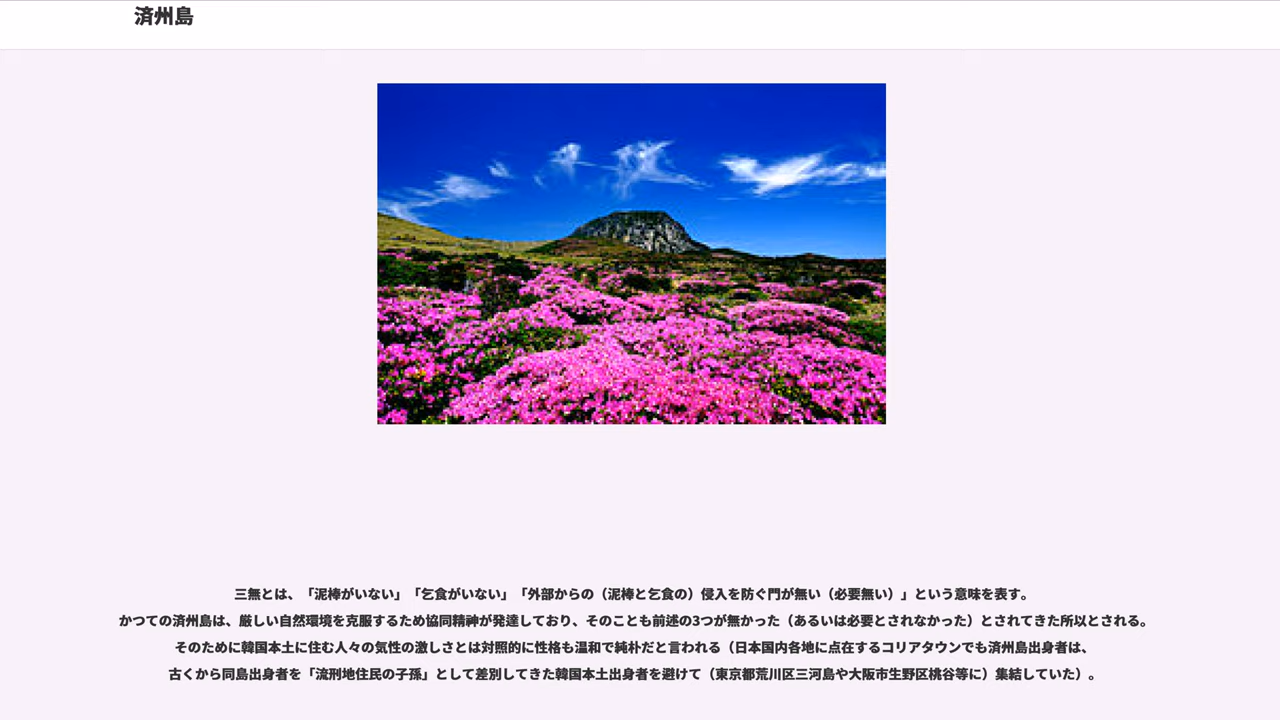 済州島
三無とは、「泥棒がいない」「乞食がいない」「外部からの（泥棒と乞食の）侵入を防ぐ門が無い（必要無い）」という意味を表す。
かつての済州島は、厳しい自然環境を克服するため協同精神が発達しており、そのことも前述の3つが無かった（あるいは必要とされなかった）とされてきた所以とされる。
そのために韓国本土に住む人々の気性の激しさとは対照的に性格も温和で純朴だと言われる（日本国内各地に点在するコリアタウンでも済州島出身者は、
古くから同島出身者を「流刑地住民の子孫」として差別してきた韓国本土出身者を避けて（東京都荒川区三河島や大阪市生野区桃谷等に）集結していた）。